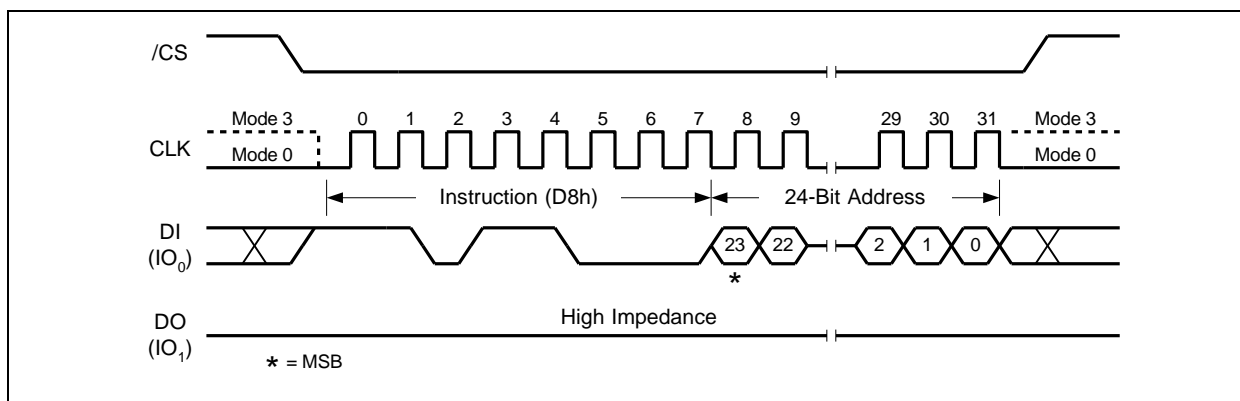 /CS
Mode 3 0 1 2 3 4 5 6 7 8 9 29 30 31 Mode 3
CLK
Mode 0 Mode 0
Instruction (D8h) 24-Bit Address
DI
(IO₀)
23 22 2 1 0
*
High Impedance
DO
(IO₁)
* = MSB